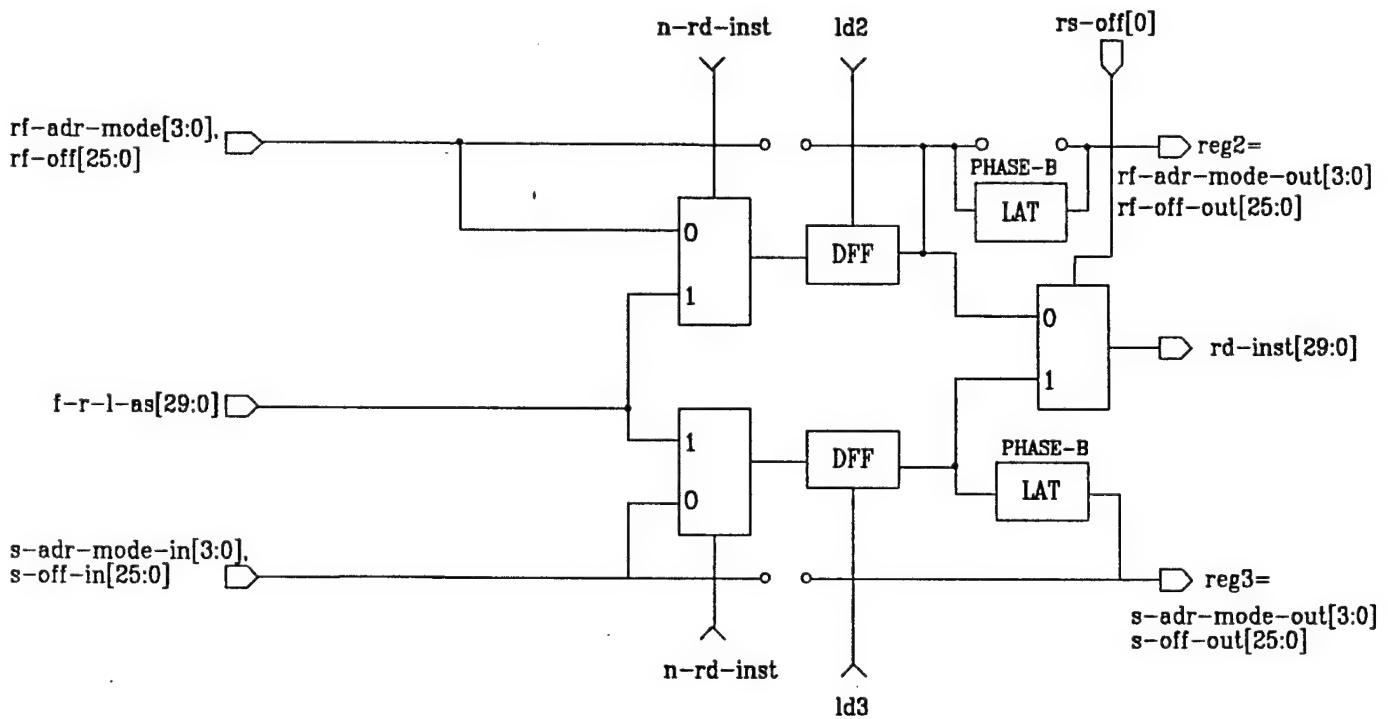 n-rd-inst
ld2
rs-off[0]
rf-adr-mode[3:0],
rf-off[25:0]
reg2=
rf-adr-mode-out[3:0]
rf-off-out[25:0]
PHASE-B
LAT
0
1
DFF
0
1
rd-inst[29:0]
f-r-l-as[29:0]
1
0
DFF
PHASE-B
LAT
s-adr-mode-in[3:0],
s-off-in[25:0]
reg3=
s-adr-mode-out[3:0]
s-off-out[25:0]
n-rd-inst
ld3